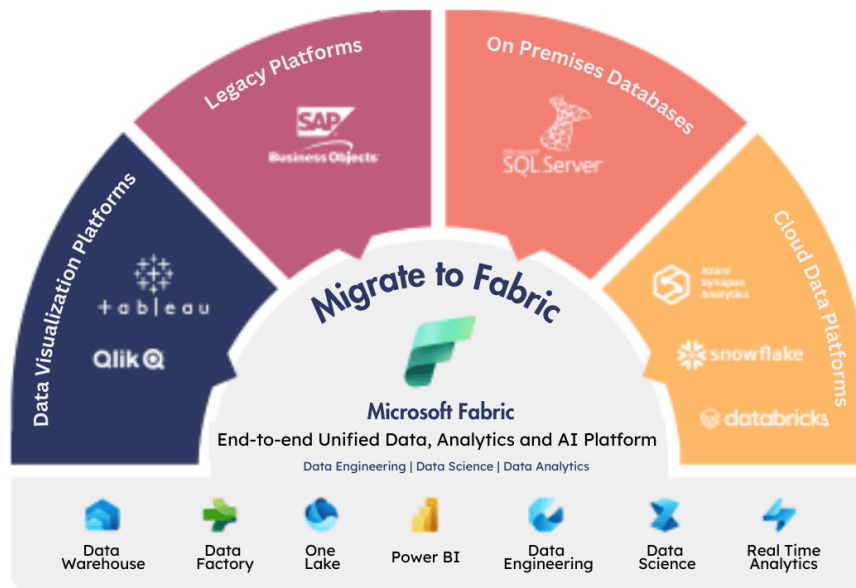 Legacy Platforms
On Premises Databases
SAP
Business Objects
Microsoft
SQL Server
Data Visualization Platforms
Cloud Data Platforms
tableau
Qlik
Azure
Synapse
Analytics
snowflake
databricks
Migrate to Fabric
Microsoft Fabric
End-to-end Unified Data, Analytics and AI Platform
Data Engineering | Data Science | Data Analytics
Data
Warehouse
Data
Factory
One
Lake
Power BI
Data
Engineering
Data
Science
Real Time
Analytics